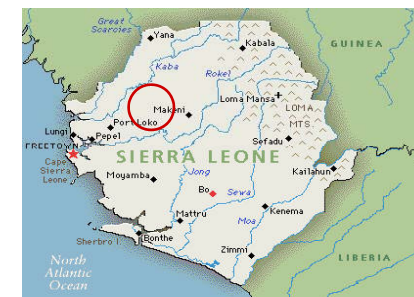 Great
Scarcies
Yana
Kabala
GUINEA
Kaba
Rokel
Loma Mansa
LOMA
MTS
Makeni
Port Loko
Lungi
Pepel
FREETOWN
Sefadu
SIERRA LEONE
Cape
Sierra
Leone
Moyamba
Jong
Bo
Sewa
Kailahun
Mattru
Moa
Kenema
Sherbro I.
Bonthe
Zimmi
LIBERIA
North
Atlantic
Ocean